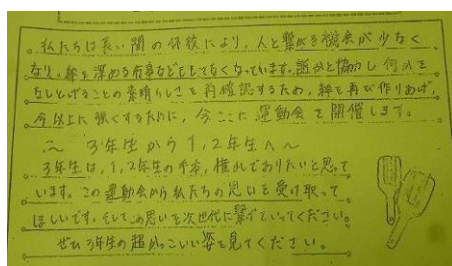 私たちは長い間の休校により、人と繋がる機会が少なく
なり、絆を深める行事などももてなくなっています。誰かと協力し何かを
なしとげることの素晴らしさを再確認するため、絆を再び作りあげ、
今以上に強くするために、今ここに運動会を開催します。
〜3年生から1,2年生へ〜
3年生は、1,2年生の手本、憧れでありたいと思って
います。この運動会から私たちの思いを受け取って
ほしいです。そしてこの思いを次世代に繋いでいってください。
ぜひ3年生の超かっこいい姿を見てください。